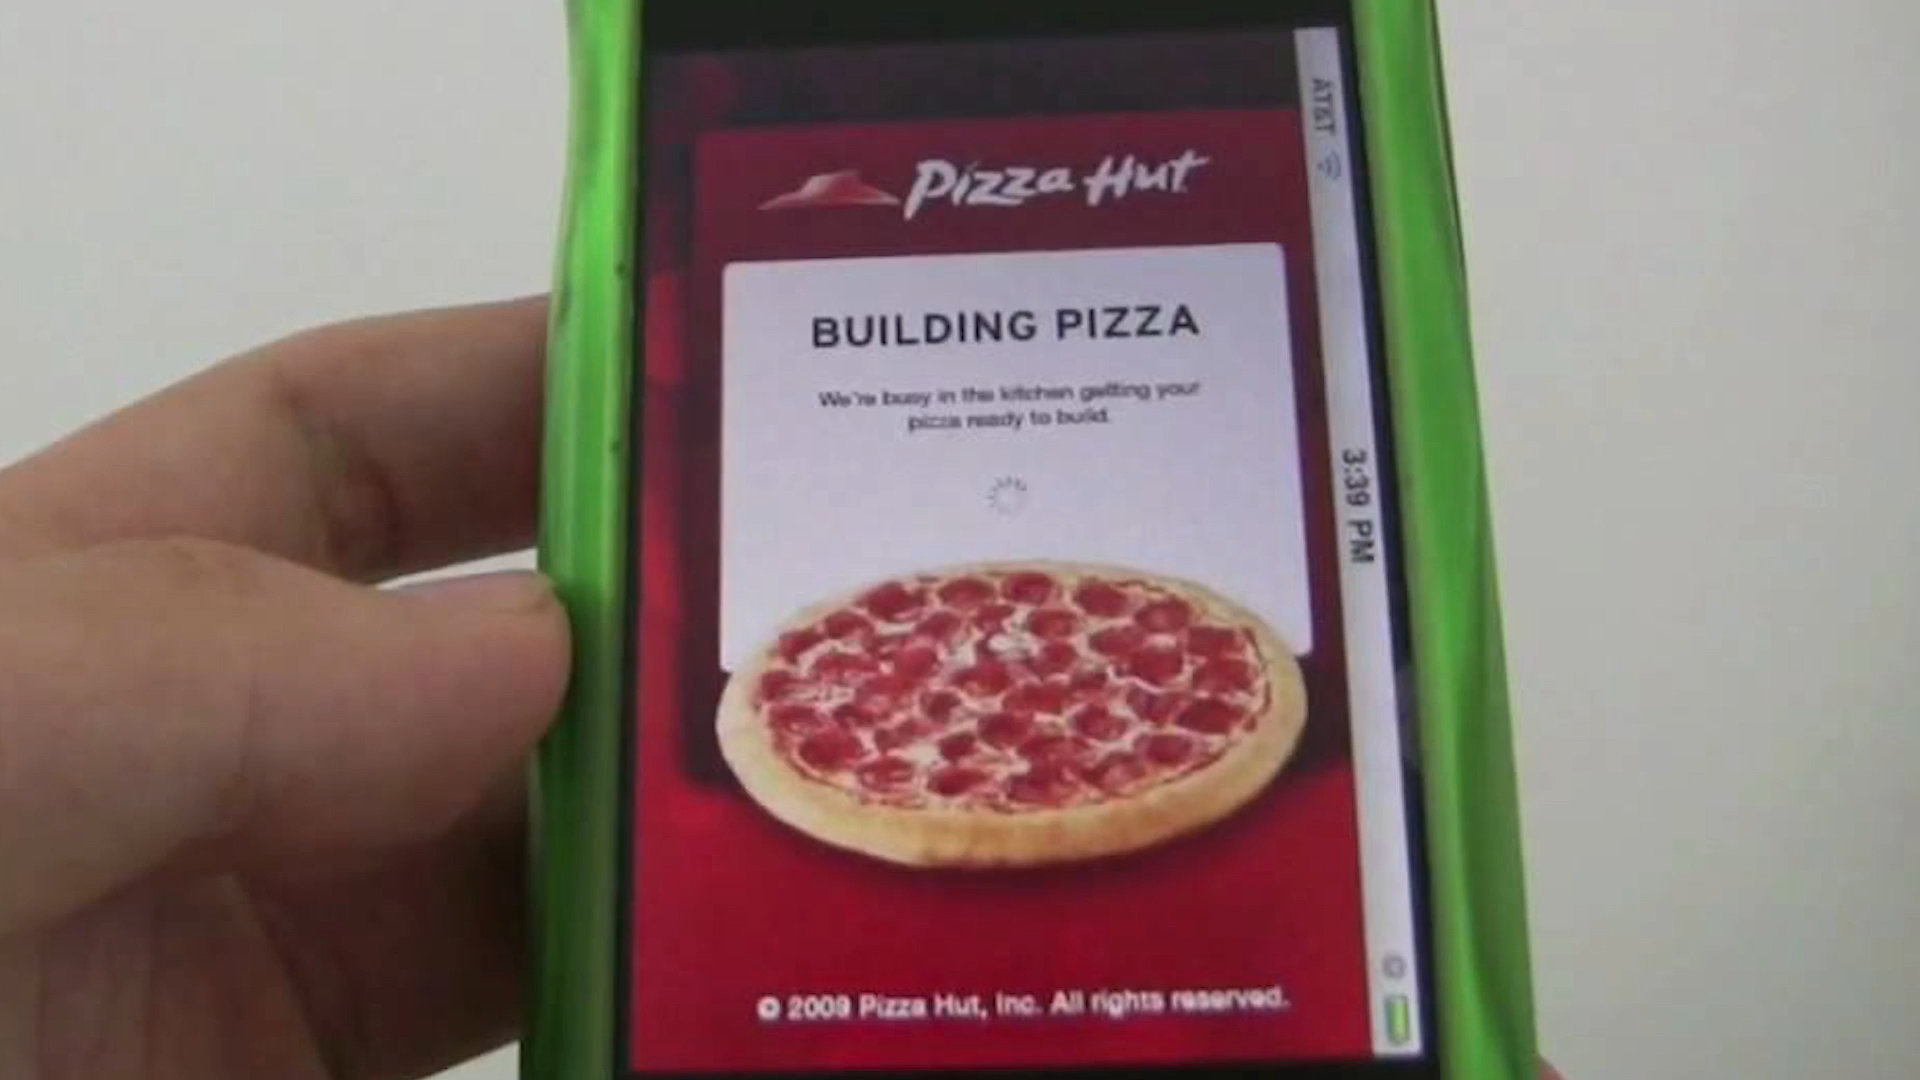 Pizza Hut
BUILDING PIZZA
We're busy in the kitchen getting your
pizza ready to build.
© 2009 Pizza Hut, Inc. All rights reserved.
AT&T
3:39 PM